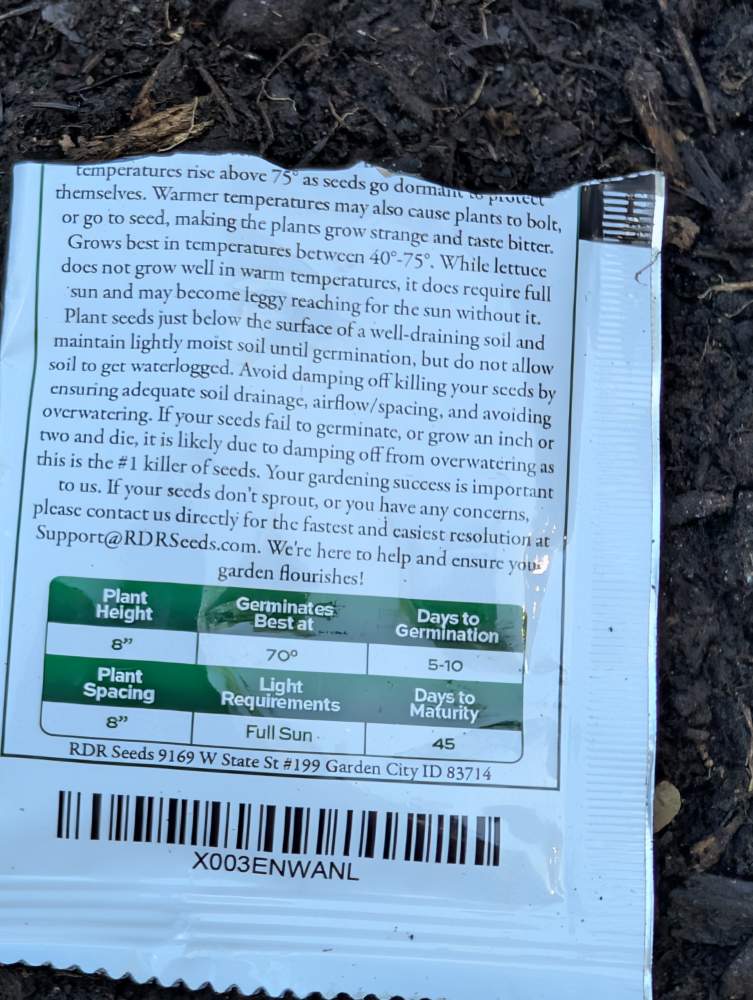 temperatures rise above 75° as seeds go dormant to protect
themselves. Warmer temperatures may also cause plants to bolt,
or go to seed, making the plants grow strange and taste bitter.
Grows best in temperatures between 40°-75°. While lettuce
does not grow well in warm temperatures, it does require full
sun and may become leggy reaching for the sun without it.
Plant seeds just below the surface of a well-draining soil and
maintain lightly moist soil until germination, but do not allow
soil to get waterlogged. Avoid damping off killing your seeds by
ensuring adequate soil drainage, airflow/spacing, and avoiding
overwatering. If your seeds fail to germinate, or grow an inch or
two and die, it is likely due to damping off from overwatering as
this is the #1 killer of seeds. Your gardening success is important
to us. If your seeds don't sprout, or you have any concerns,
please contact us directly for the fastest and easiest resolution at
Support@RDRSeeds.com. We're here to help and ensure your
garden flourishes!
Plant Germinates Days to
Height Best at Germination
8" 70° 5-10
Plant Light Days to
Spacing Requirements Maturity
8" Full Sun 45
RDR Seeds 9169 W State St #199 Garden City ID 83714
X003ENWANL